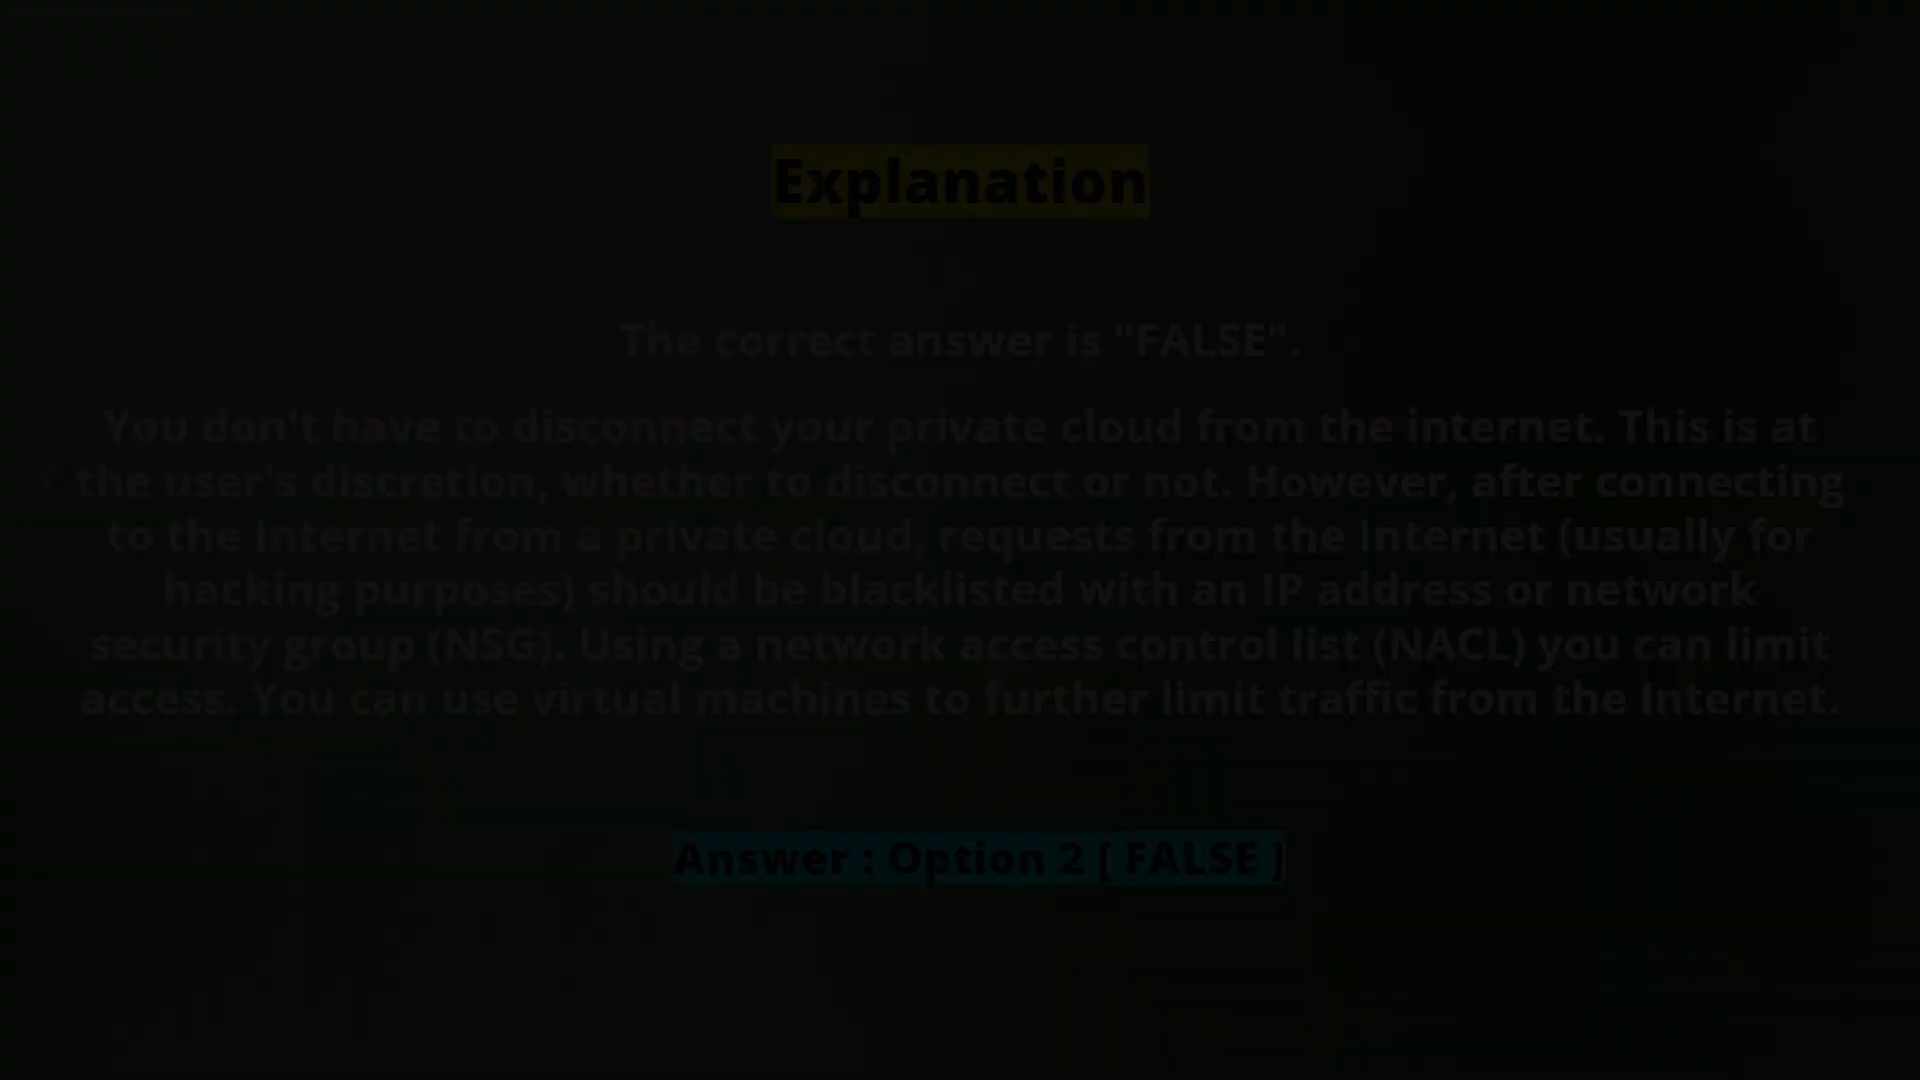 Explanation
The correct answer is "FALSE".
You don't have to disconnect your private cloud from the internet. This is at
the user's discretion, whether to disconnect or not. However, after connecting
to the Internet from a private cloud, requests from the Internet (usually for
hacking purposes) should be blacklisted with an IP address or network
security group (NSG). Using a network access control list (NACL) you can limit
access. You can use virtual machines to further limit traffic from the Internet.
Answer : Option 2 [ FALSE ]